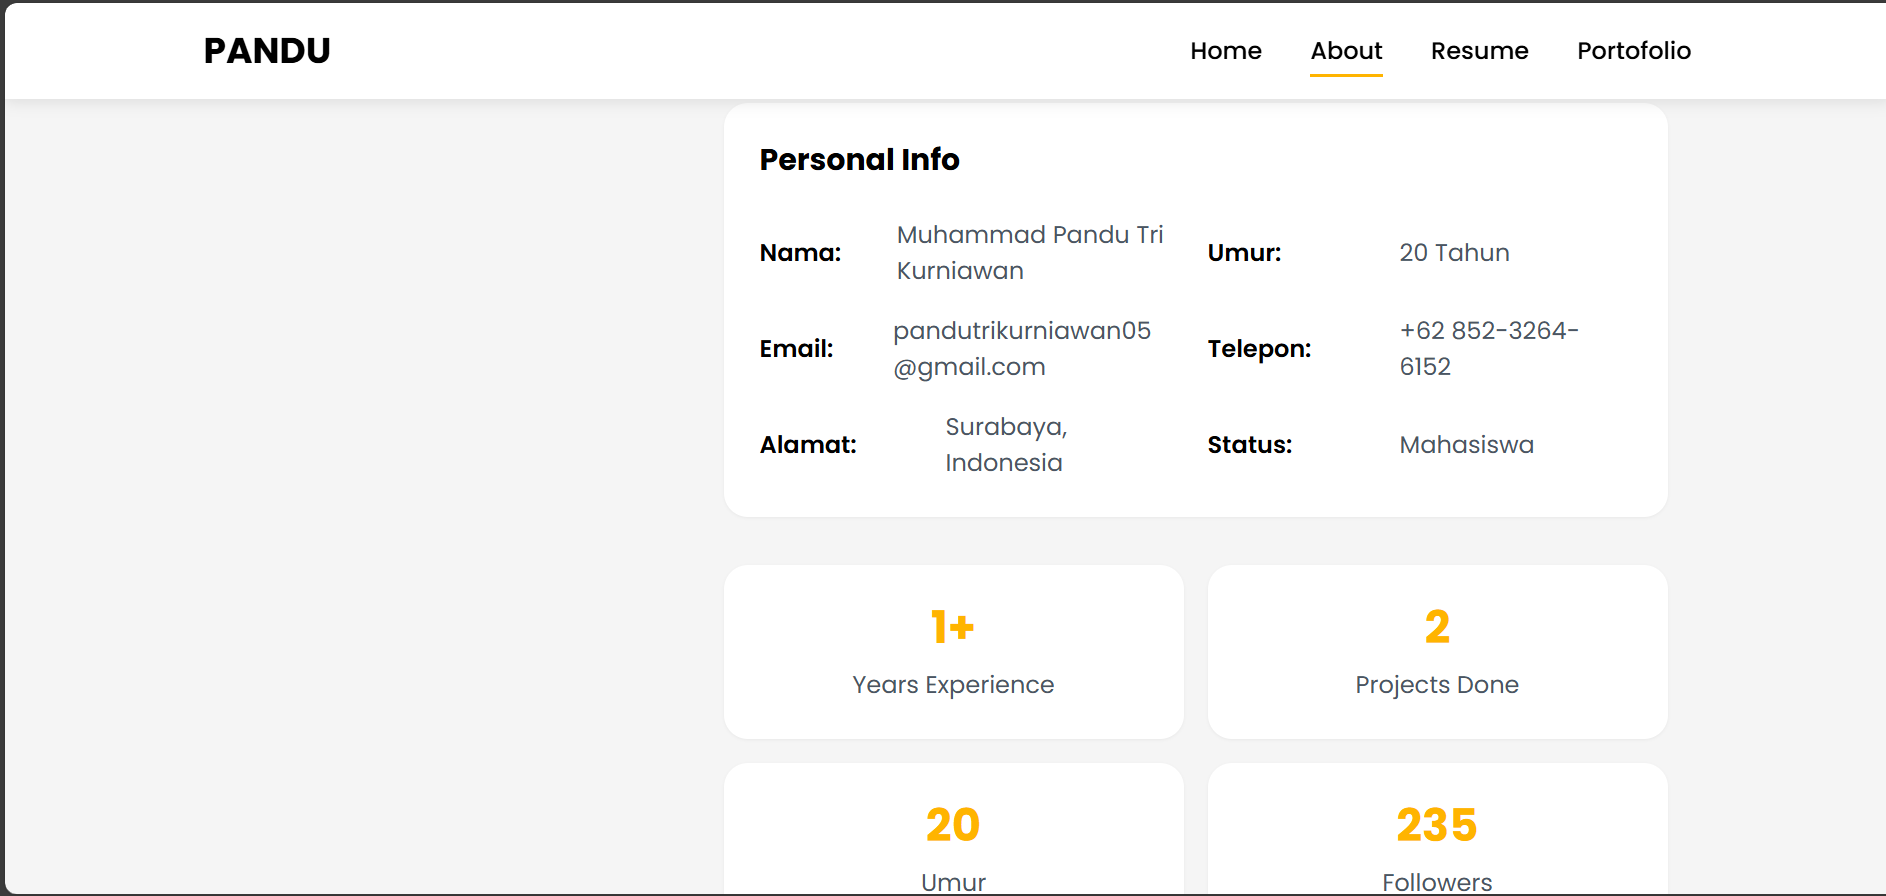 PANDU
Home About Resume Portofolio
Personal Info
Nama: Muhammad Pandu Tri
Kurniawan
Umur: 20 Tahun
Email: pandutrikurniawan05
@gmail.com
Telepon: +62 852-3264-
6152
Alamat: Surabaya,
Indonesia
Status: Mahasiswa
1+
Years Experience
2
Projects Done
20
Umur
235
Followers